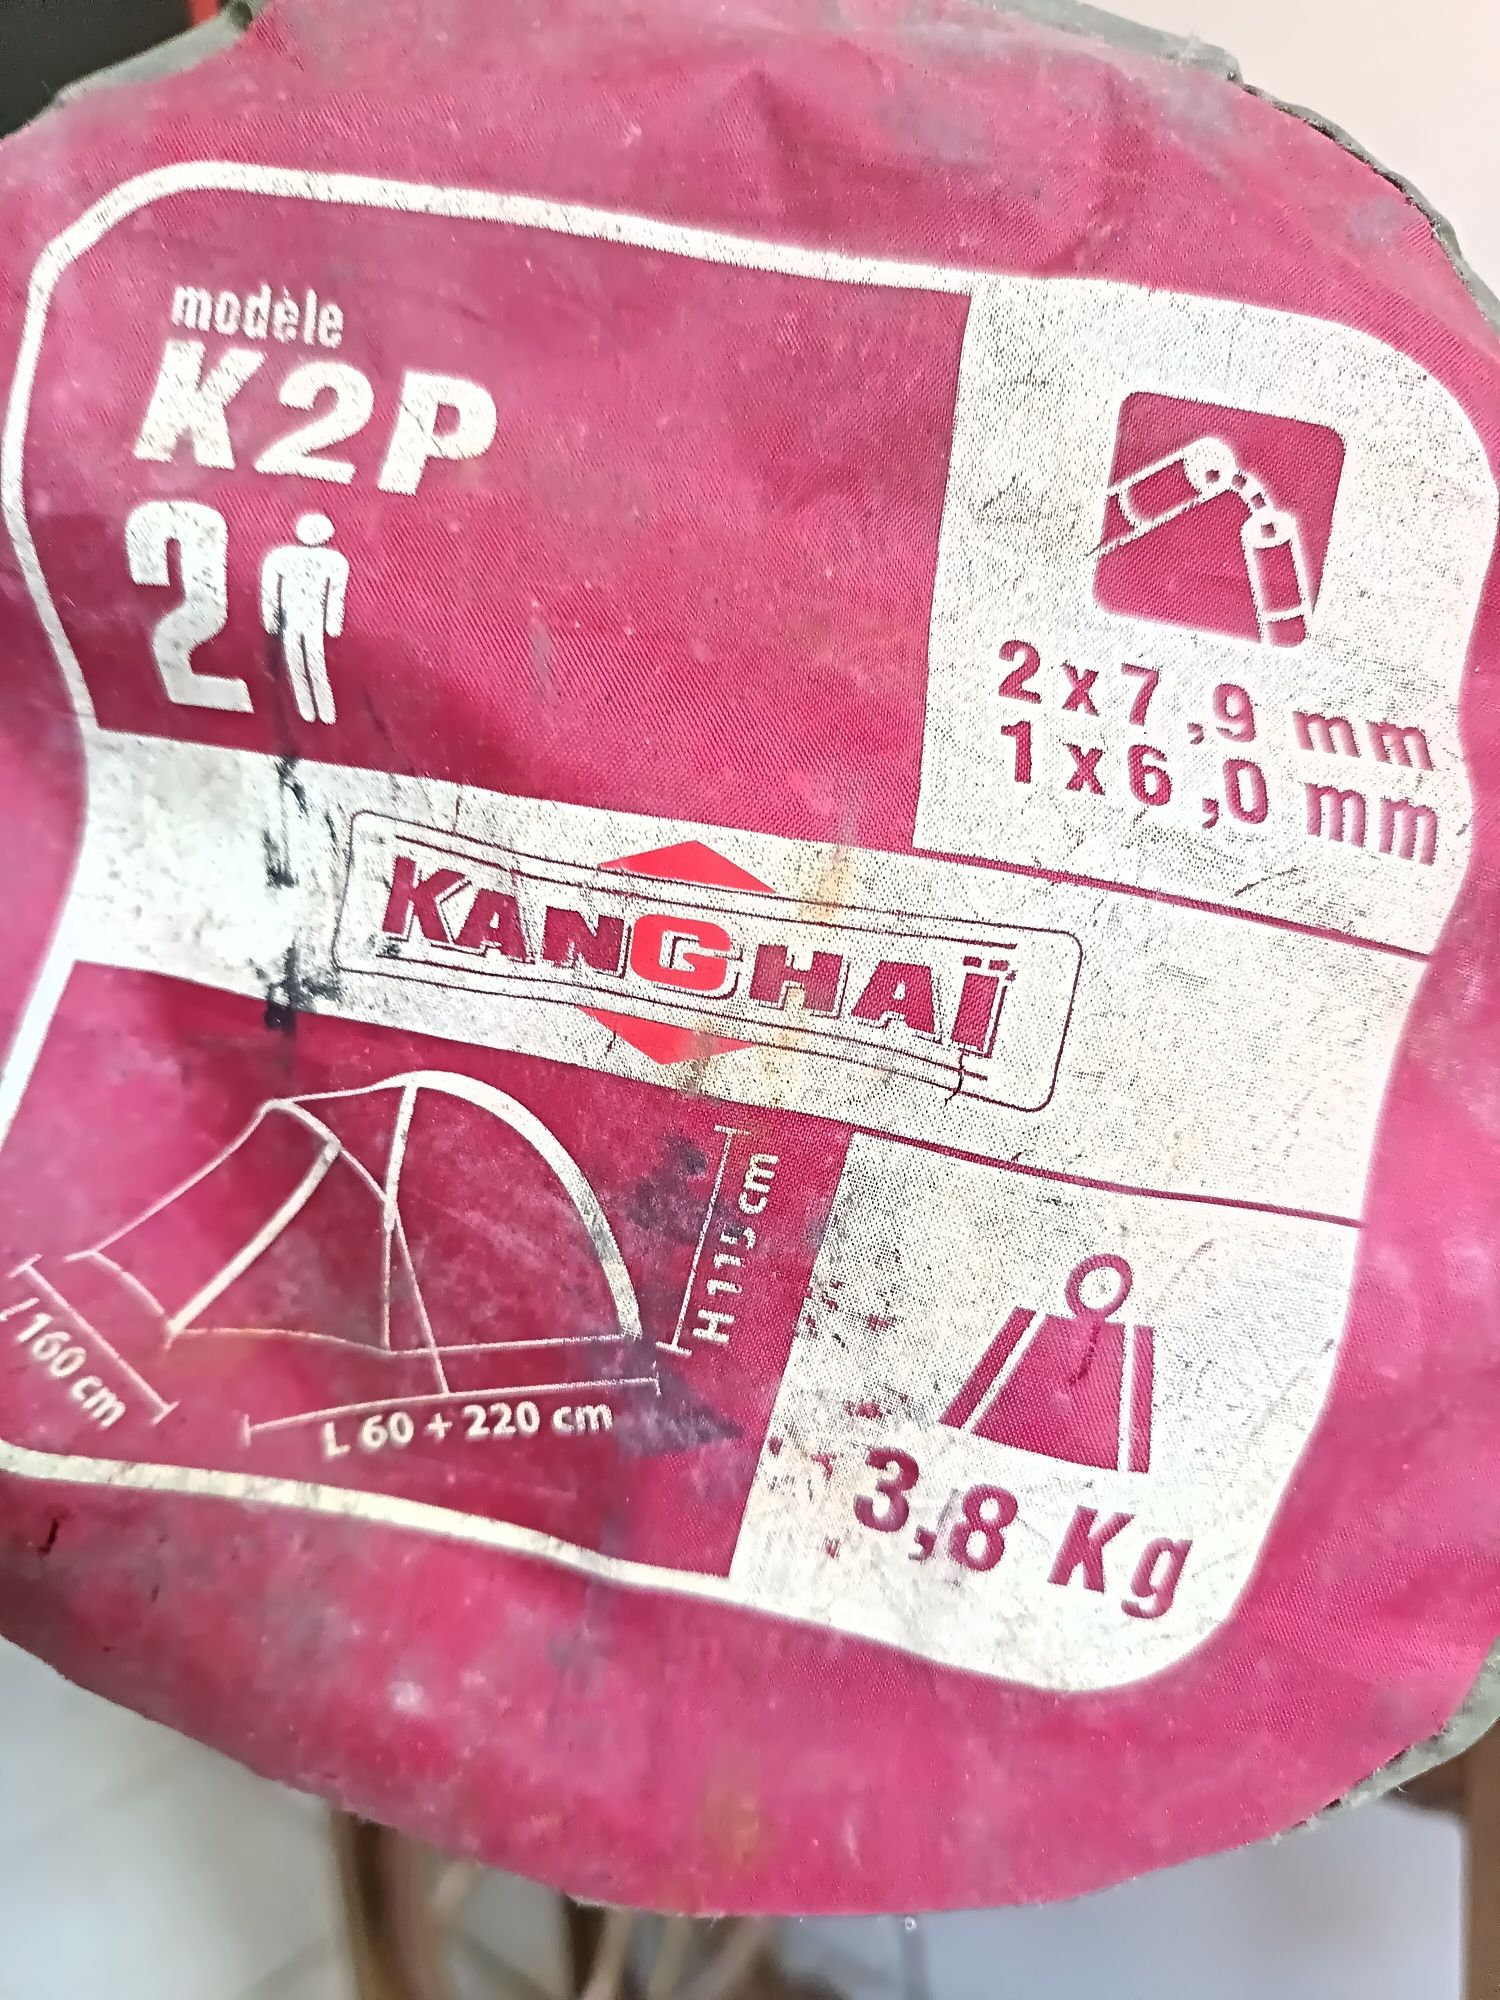 modèle
K2P
2
2x7,9 mm
1x6,0 mm
KANGHAÏ
H 115 cm
l 160 cm
L 60 + 220 cm
3,8 Kg